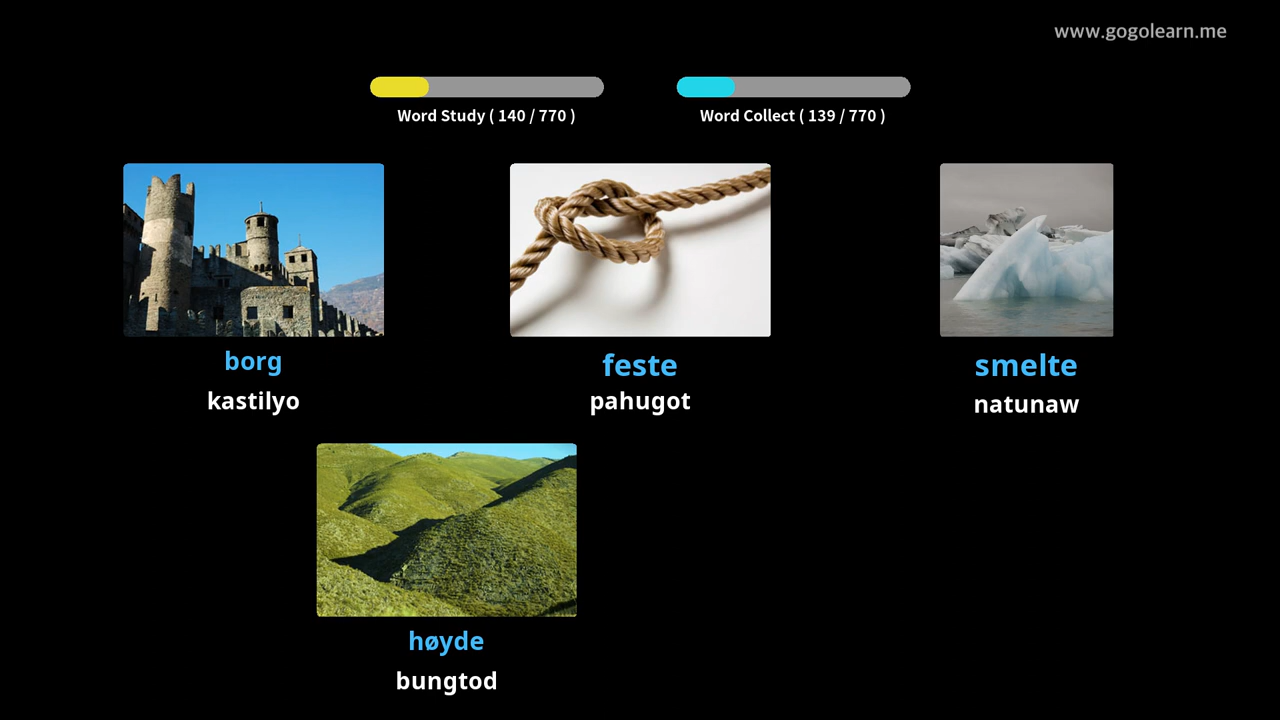 www.gogolearn.me
Word Study ( 140 / 770 )
Word Collect ( 139 / 770 )
borg
kastilyo
feste
pahugot
smelte
natunaw
høyde
bungtod